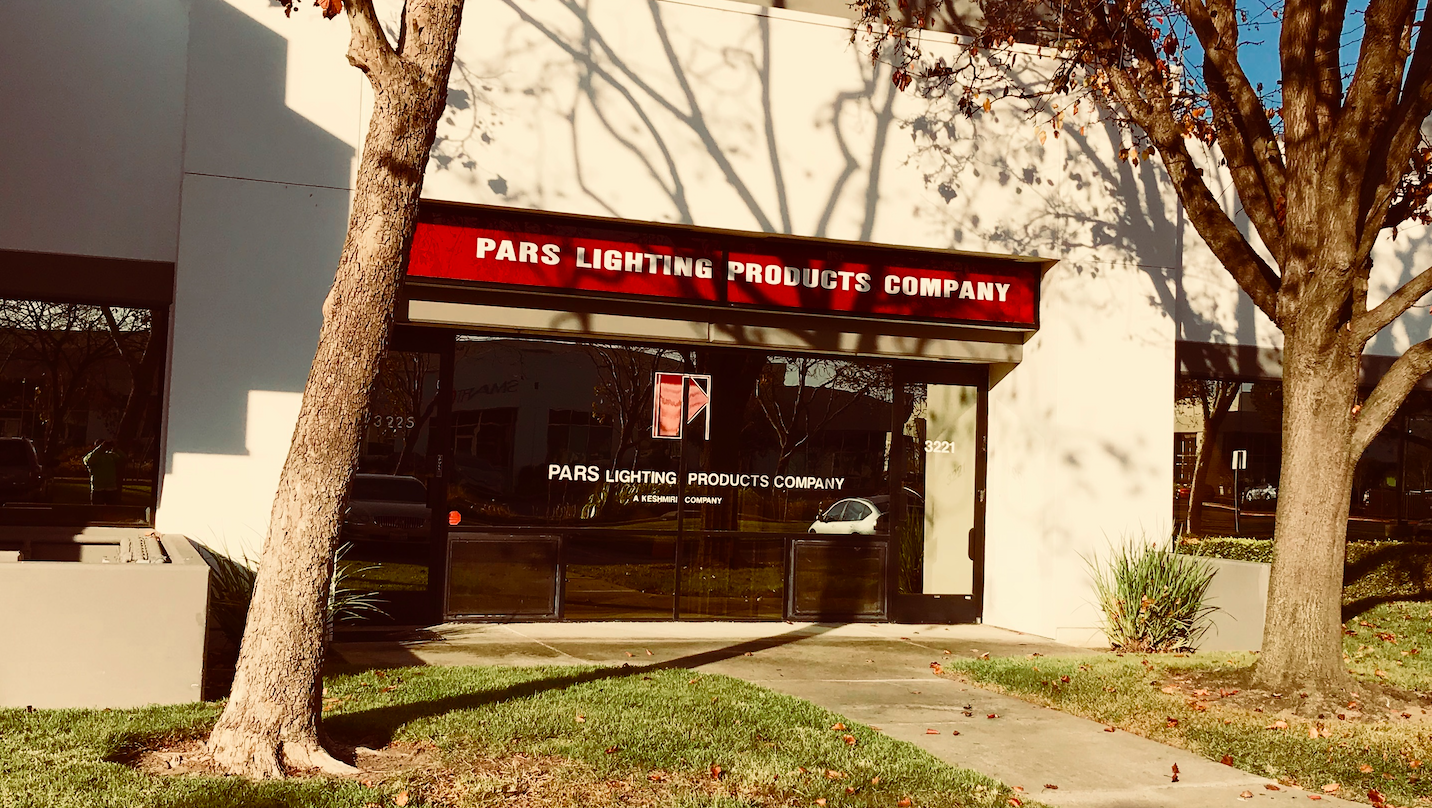 PARS LIGHTING PRODUCTS COMPANY
3225
3221
PARS LIGHTING PRODUCTS COMPANY
A KESHMIRI COMPANY